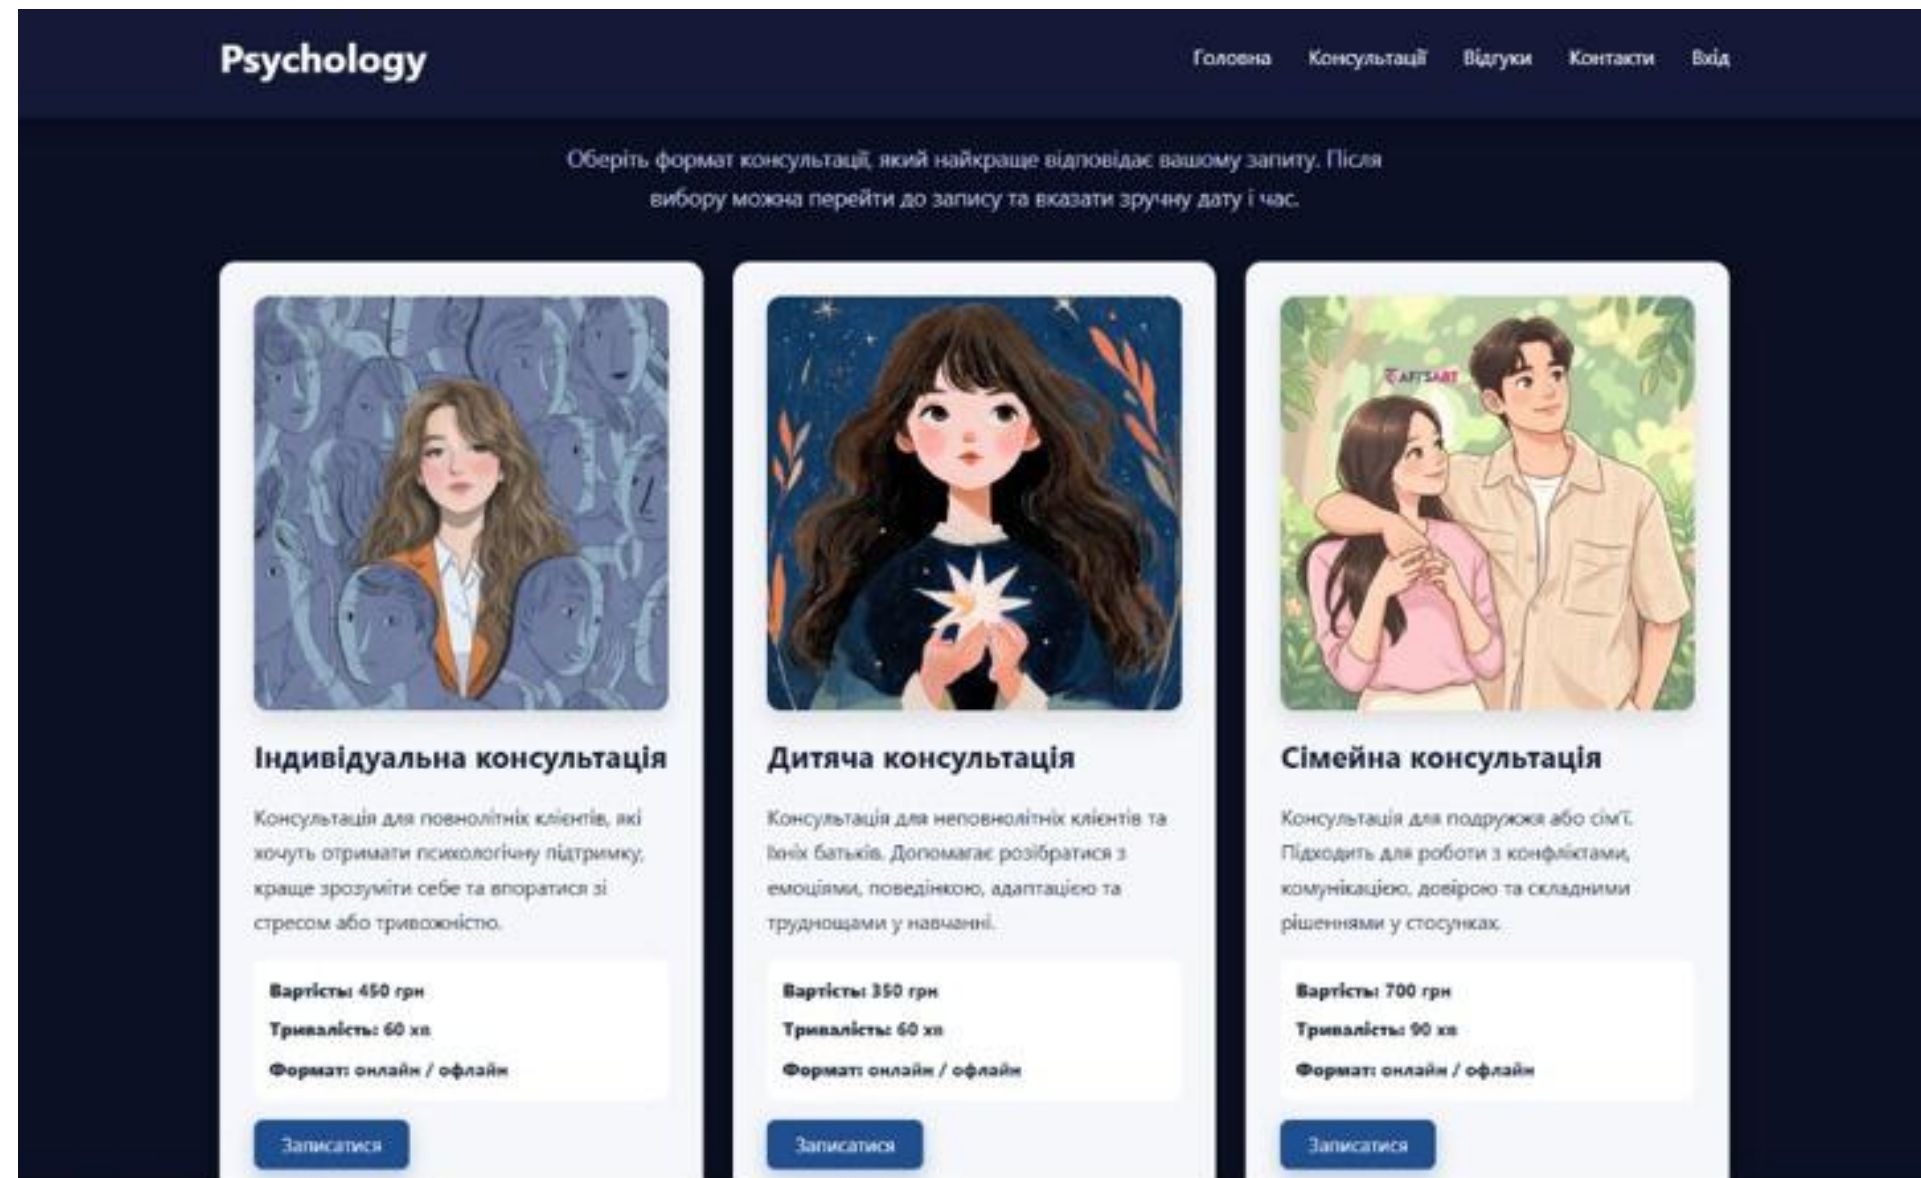 Psychology
Головна Консультації Відгуки Контакти Вхід
Оберіть формат консультації, який найкраще відповідає вашому запиту. Після
вибору можна перейти до запису та вказати зручну дату і час.
Індивідуальна консультація
Консультація для повнолітніх клієнтів, які
хочуть отримати психологічну підтримку,
краще зрозуміти себе та впоратися зі
стресом або тривожністю.
Вартість: 450 грн
Тривалість: 60 хв
Формат: онлайн / офлайн
Записатися
Дитяча консультація
Консультація для неповнолітніх клієнтів та
їхніх батьків. Допомагає розібратися з
емоціями, поведінкою, адаптацією та
труднощами у навчанні.
Вартість: 350 грн
Тривалість: 60 хв
Формат: онлайн / офлайн
Записатися
Сімейна консультація
Консультація для подружжя або сім'ї.
Підходить для роботи з конфліктами,
комунікацією, довірою та складними
рішеннями у стосунках.
Вартість: 700 грн
Тривалість: 90 хв
Формат: онлайн / офлайн
Записатися